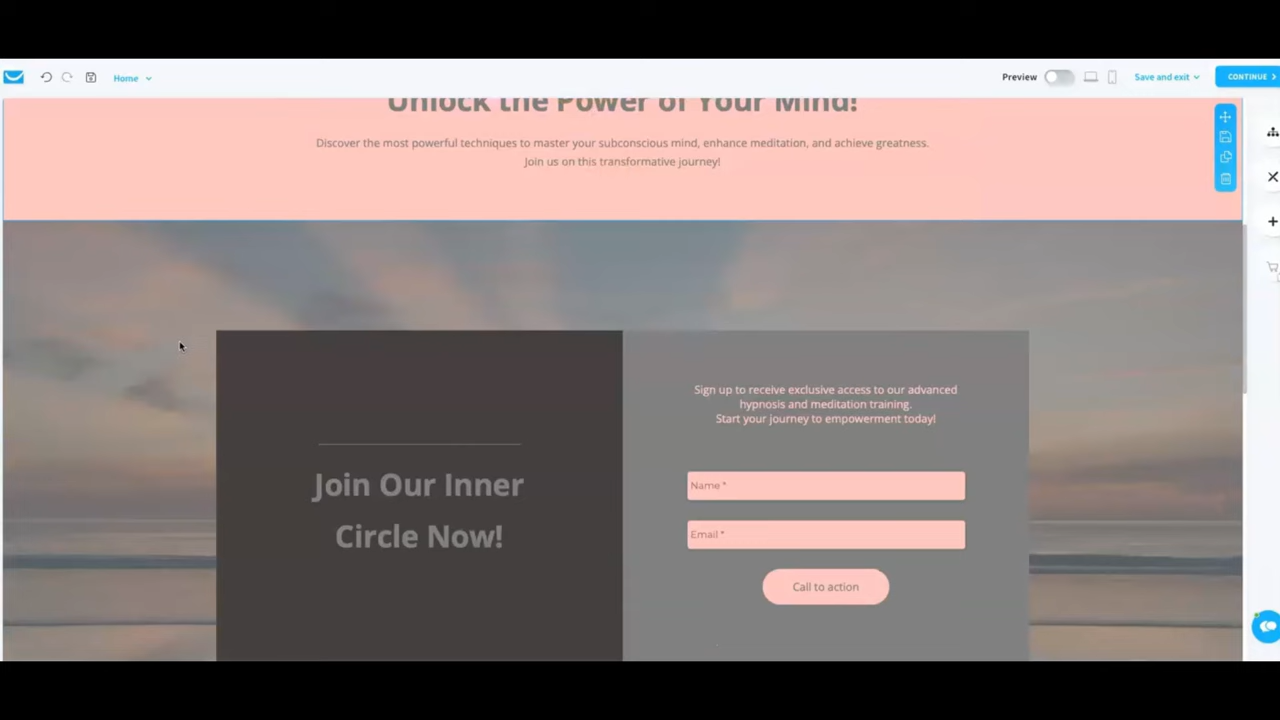 Home
Preview
Save and exit
CONTINUE
Unlock the Power of Your Mind!
Discover the most powerful techniques to master your subconscious mind, enhance meditation, and achieve greatness.
Join us on this transformative journey!
Join Our Inner
Circle Now!
Sign up to receive exclusive access to our advanced
hypnosis and meditation training.
Start your journey to empowerment today!
Name *
Email *
Call to action